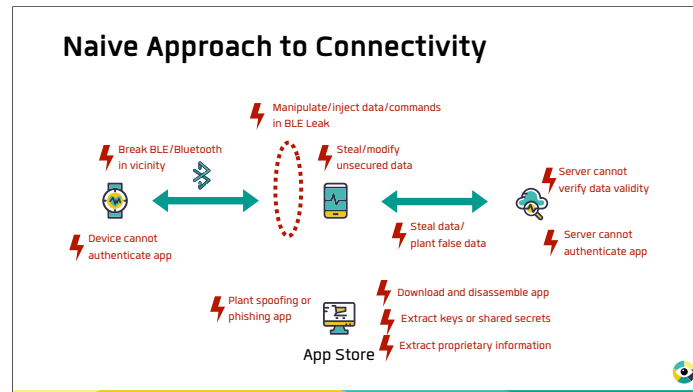 Naive Approach to Connectivity
Manipulate/inject data/commands
in BLE Leak
Break BLE/Bluetooth
in vicinity
Steal/modify
unsecured data
Server cannot
verify data validity
Device cannot
authenticate app
Steal data/
plant false data
Server cannot
authenticate app
Plant spoofing or
phishing app
Download and disassemble app
Extract keys or shared secrets
Extract proprietary information
App Store